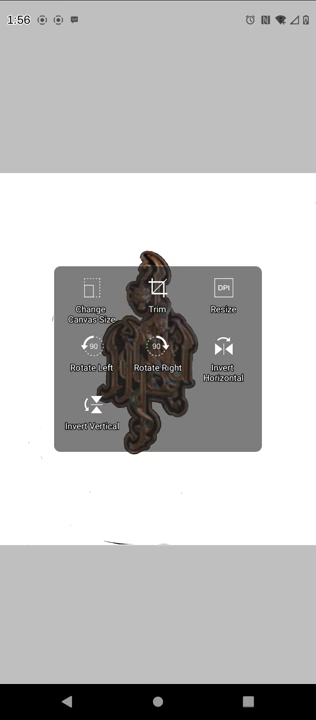 1:56
Change
Canvas Size
Trim
DPI
Resize
90
Rotate Left
90
Rotate Right
Invert
Horizontal
Invert Vertical